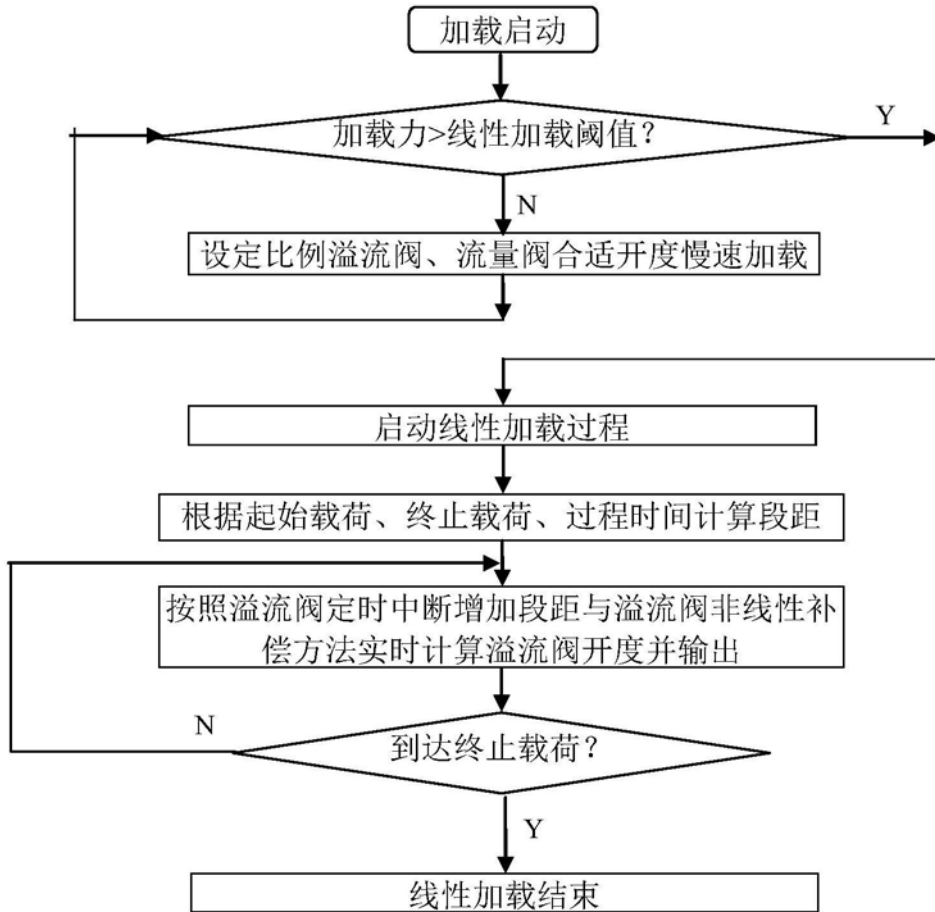 加载启动
加载力>线性加载阈值？
Y
N
设定比例溢流阀、流量阀合适开度慢速加载
启动线性加载过程
根据起始载荷、终止载荷、过程时间计算段距
按照溢流阀定时中断增加段距与溢流阀非线性补
偿方法实时计算溢流阀开度并输出
N
到达终止载荷？
Y
线性加载结束